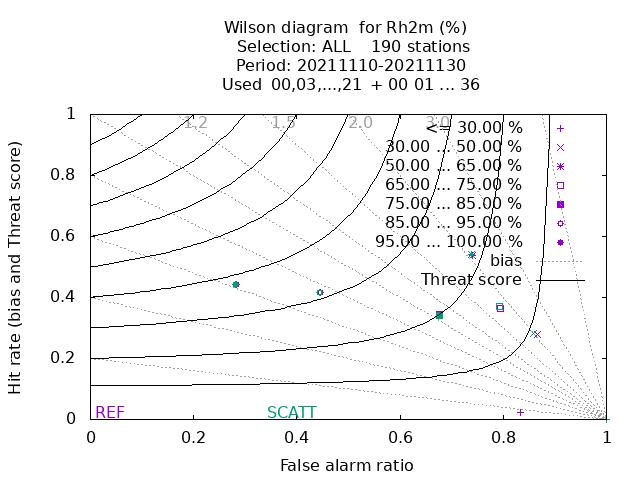 Wilson diagram  for Rh2m (%)
Selection: ALL    190 stations
Period: 20211110-20211130
Used  00,03,...,21  + 00 01 ... 36
1.2 1.5 2.0 3.0
<= 30.00 %
30.00 ... 50.00 %
50.00 ... 65.00 %
65.00 ... 75.00 %
75.00 ... 85.00 %
85.00 ... 95.00 %
95.00 ... 100.00 %
bias
Threat score
Hit rate (bias and Threat score)
1
0.8
0.6
0.4
0.2
0
REF SCATT
0 0.2 0.4 0.6 0.8 1
False alarm ratio